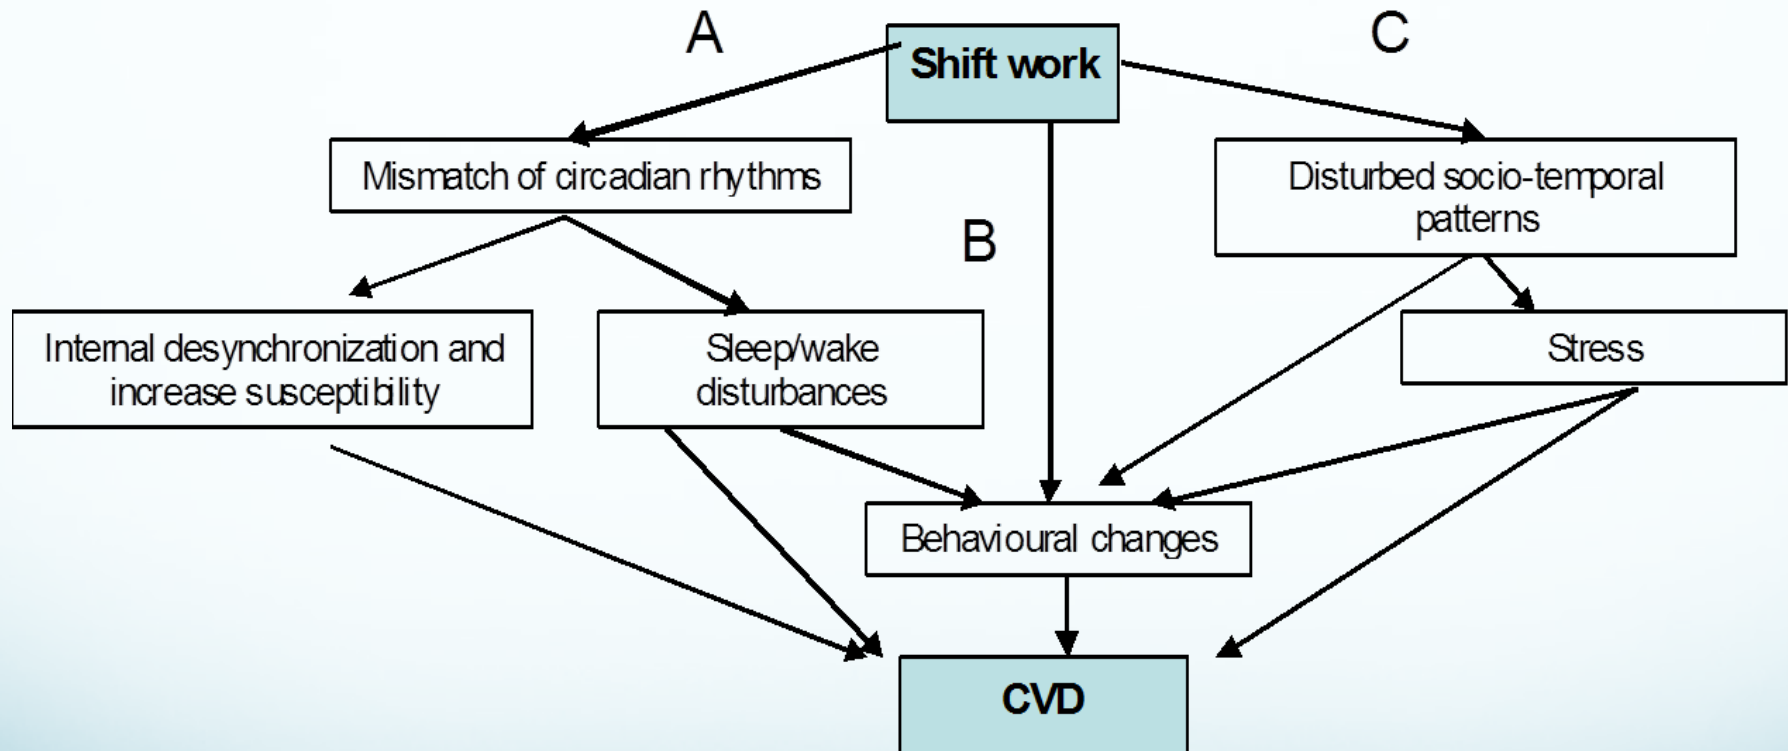 A
Shift work
C
Mismatch of circadian rhythms
Disturbed socio-temporal
patterns
B
Internal desynchronization and
increase susceptibility
Sleep/wake
disturbances
Stress
Behavioural changes
CVD